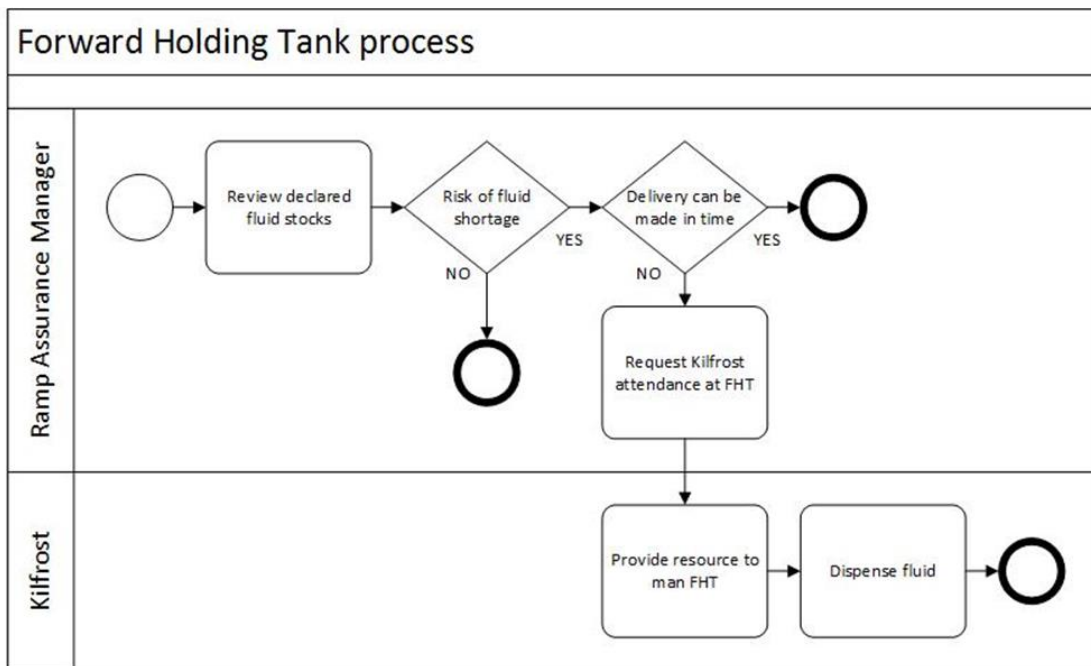 Forward Holding Tank process
Ramp Assurance Manager
Review declared
fluid stocks
Risk of fluid
shortage
YES
NO
Delivery can be
made in time
YES
NO
Request Kilfrost
attendance at FHT
Kilfrost
Provide resource to
man FHT
Dispense fluid